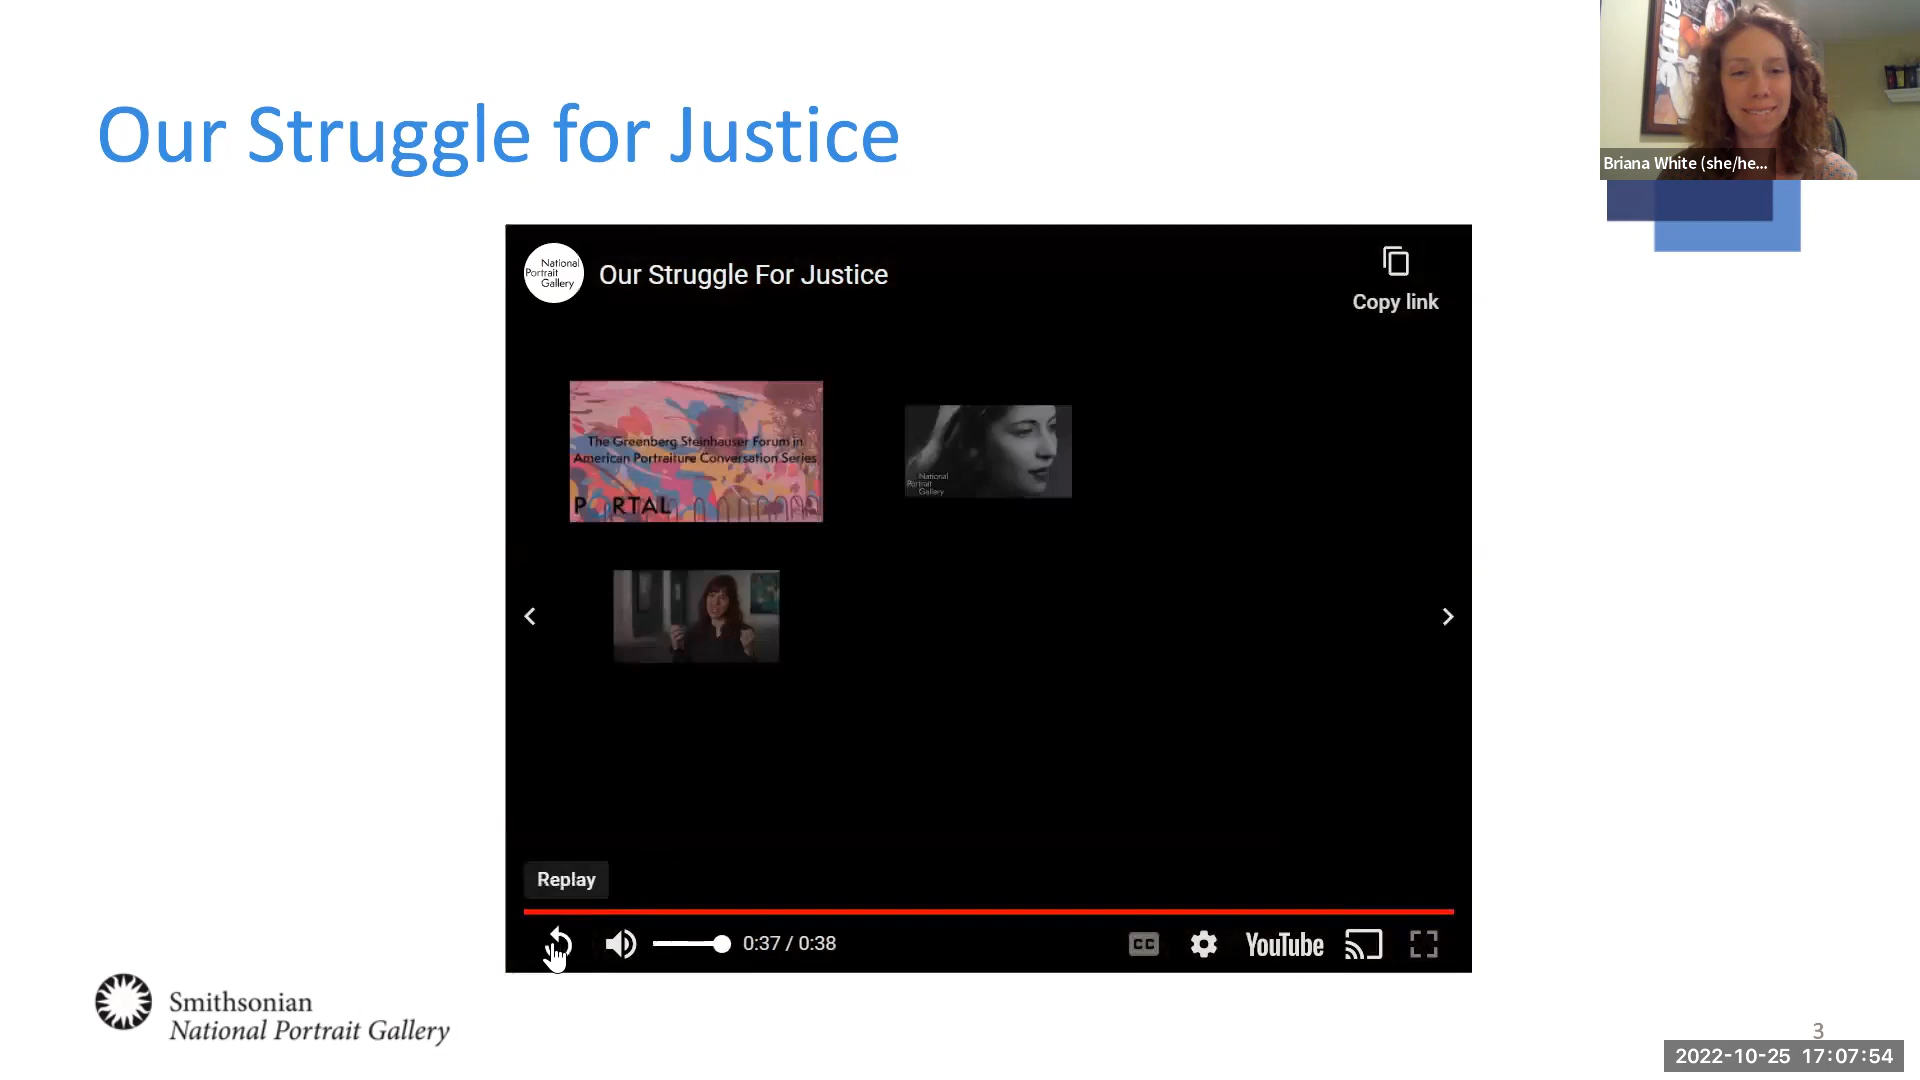 Our Struggle for Justice
Briana White (she/he...
National
Portrait
Gallery
Our Struggle For Justice
Copy link
The Greenberg Steinhauser Forum in
American Portraiture Conversation Series
PORTAL
National
Portrait
Gallery
Replay
0:37 / 0:38
CC
YouTube
Smithsonian
National Portrait Gallery
3
2022-10-25 17:07:54